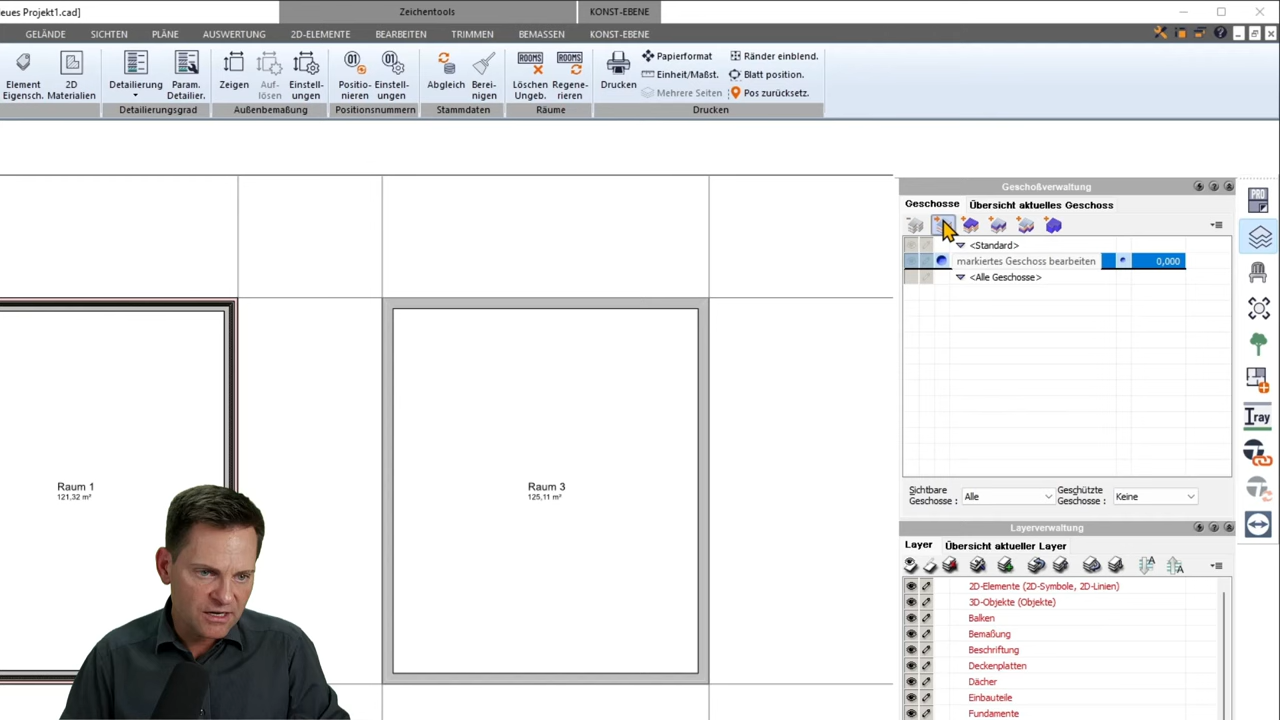 eues Projekt1.cad]
Zeichentools
KONST-EBENE
GELÄNDE SICHTEN PLÄNE AUSWERTUNG 2D-ELEMENTE BEARBEITEN TRIMMEN BEMASSEN KONST-EBENE
Element Eigensch.
2D Materialien
Detailierung
Param. Detailier.
Detailierungsgrad
Zeigen
Auf-
lösen
Einstell-
ungen
Außenbemaßung
01
Positio-
nieren
01
Einstell-
ungen
Positionsnummern
Abgleich
Berei-
nigen
Stammdaten
ROOMS
Löschen
Ungeb.
ROOMS
Regene-
rieren
Räume
Drucken
Papierformat
Einheit/Maßst.
Mehrere Seiten
Ränder einblend.
Blatt position.
Pos zurücksetz.
Drucken
Geschoßverwaltung
Geschosse Übersicht aktuelles Geschoss
<Standard>
markiertes Geschoss bearbeiten 0,000
<Alle Geschosse>
Sichtbare
Geschosse :
Alle
Geschützte
Geschosse :
Keine
Layerverwaltung
Layer Übersicht aktueller Layer
2D-Elemente (2D-Symbole, 2D-Linien)
3D-Objekte (Objekte)
Balken
Bemaßung
Beschriftung
Deckenplatten
Dächer
Einbauteile
Fundamente
PRO
Iray
Raum 1
121,32 m²
Raum 3
125,11 m²